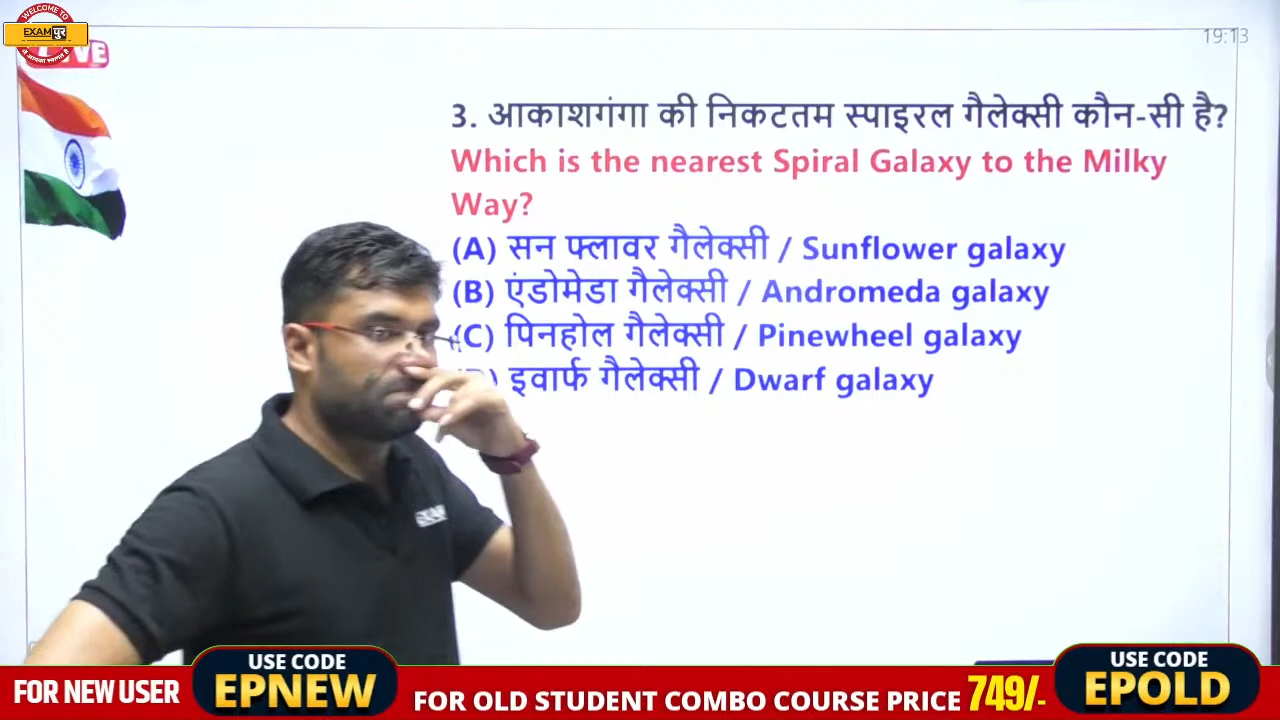 WELCOME TO
EXAMपुर
19:13
3. आकाशगंगा की निकटतम स्पाइरल गैलेक्सी कौन-सी है?
Which is the nearest Spiral Galaxy to the Milky
Way?
(A) सन फ्लावर गैलेक्सी / Sunflower galaxy
(B) एंडोमेडा गैलेक्सी / Andromeda galaxy
(C) पिनहोल गैलेक्सी / Pinewheel galaxy
इवार्फ गैलेक्सी / Dwarf galaxy
FOR NEW USER
USE CODE
EPNEW
FOR OLD STUDENT COMBO COURSE PRICE 749/-
USE CODE
EPOLD